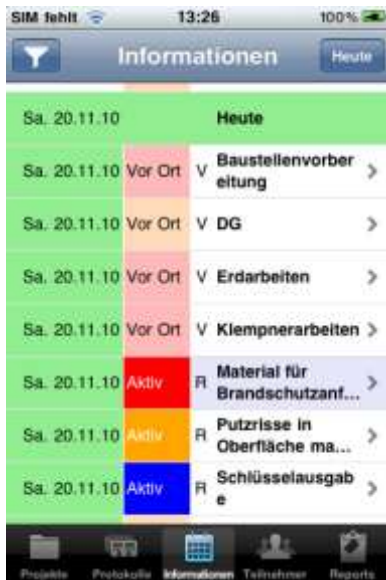 SIM fehlt 13:26 100%
Informationen Heute
Sa. 20.11.10 Heute
Sa. 20.11.10 Vor Ort V Baustellenvorber
eitung
Sa. 20.11.10 Vor Ort V DG
Sa. 20.11.10 Vor Ort V Erdarbeiten
Sa. 20.11.10 Vor Ort V Klempnerarbeiten
Sa. 20.11.10 Aktiv R Material für
Brandschutzanf...
Sa. 20.11.10 Aktiv R Putzrisse in
Oberfläche ma...
Sa. 20.11.10 Aktiv R Schlüsselausgab
e
Projekte Protokolle Informationen Teilnehmer Reports